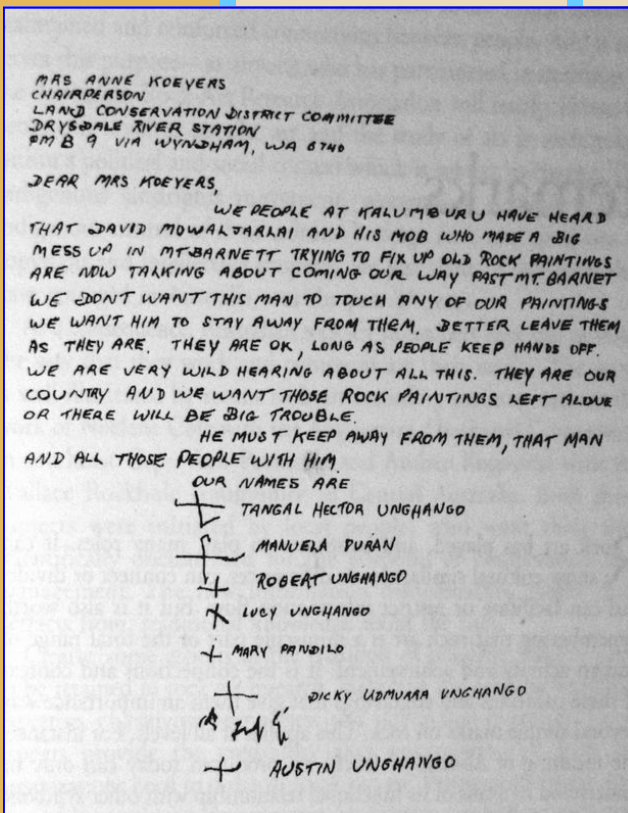 MRS ANNE KOEYERS
CHAIRPERSON
LAND CONSERVATION DISTRICT COMMITTEE
DRYSDALE RIVER STATION
PMB 9 VIA WYNDHAM, WA 6740
DEAR MRS KOEYERS,
WE PEOPLE AT KALUMBURU HAVE HEARD
THAT DAVID MOWALJARLAI AND HIS MOB WHO MADE A BIG
MESS UP IN MT BARNETT TRYING TO FIX UP OLD ROCK PAINTINGS
ARE NOW TALKING ABOUT COMING OUR WAY PAST MT. BARNET
WE DONT WANT THIS MAN TO TOUCH ANY OF OUR PAINTINGS
WE WANT HIM TO STAY AWAY FROM THEM. BETTER LEAVE THEM
AS THEY ARE. THEY ARE OK, LONG AS PEOPLE KEEP HANDS OFF.
WE ARE VERY WILD HEARING ABOUT ALL THIS. THEY ARE OUR
COUNTRY AND WE WANT THOSE ROCK PAINTINGS LEFT ALONE
OR THERE WILL BE BIG TROUBLE.
HE MUST KEEP AWAY FROM THEM, THAT MAN
AND ALL THOSE PEOPLE WITH HIM.
OUR NAMES ARE
TANGAL HECTOR UNGHANGO
MANUELA PURAN
ROBERT UNGHANGO
LUCY UNGHANGO
MARY PANDILO
DICKY UDMUARA UNGHANGO
AUSTIN UNGHANGO